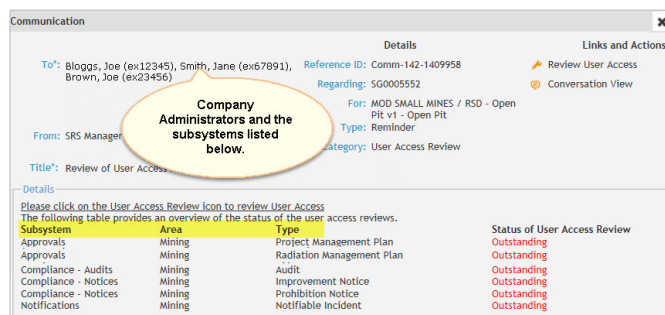 Communication
Details
Links and Actions
To*: Bloggs, Joe (ex12345), Smith, Jane (ex67891),
Brown, Joe (ex23456)
Reference ID: Comm-142-1409958
Review User Access
Regarding: SG0005552
Conversation View
For: MOD SMALL MINES / RSD - Open
Pit v1 - Open Pit
Company
Administrators and the
subsystems listed
below.
Type: Reminder
From: SRS Manager
Category: User Access Review
Title*: Review of User Access
Details
Please click on the User Access Review icon to review User Access
The following table provides an overview of the status of the user access reviews.
Subsystem Area Type Status of User Access Review
Approvals Mining Project Management Plan Outstanding
Approvals Mining Radiation Management Plan Outstanding
Compliance - Audits Mining Audit Outstanding
Compliance - Notices Mining Improvement Notice Outstanding
Compliance - Notices Mining Prohibition Notice Outstanding
Notifications Mining Notifiable Incident Outstanding